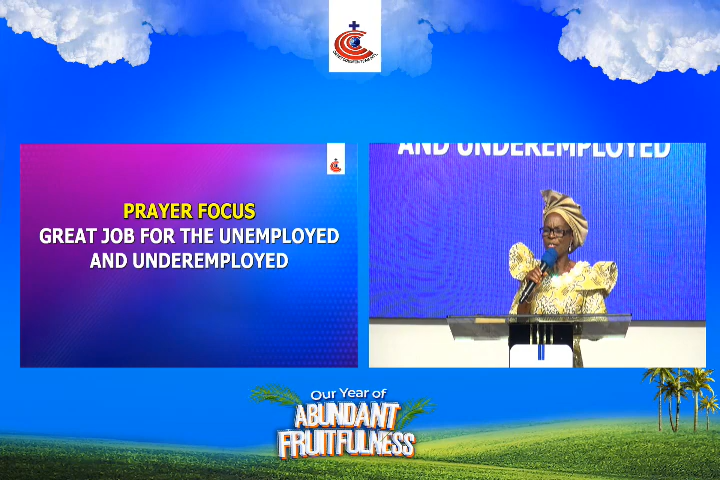 PRAYER FOCUS
GREAT JOB FOR THE UNEMPLOYED
AND UNDEREMPLOYED
AND UNDEREMPLOYED
Our Year of
ABUNDANT
FRUITFULNESS